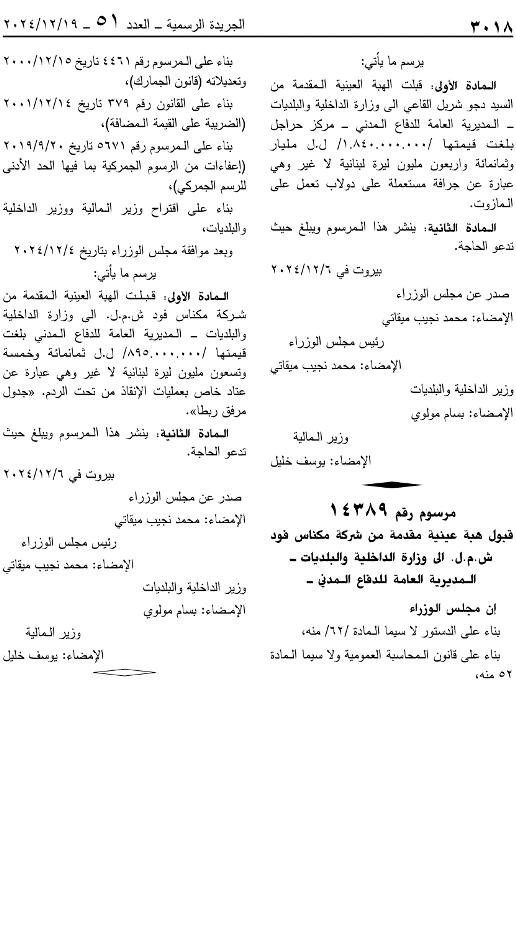 ٣٠١٨
الجريدة الرسمية ــ العدد ٥١ ــ ٢٠٢٤/١٢/١٩
يرسم ما يأتي:
المادة الأولى: قبلت الهبة العينية المقدمة من
السيد دجو شربل القاعي الى وزارة الداخلية والبلديات
ــ المديرية العامة للدفاع المدني ــ مركز حراجل
بلغت قيمتها /١.٨٤٠.٠٠٠.٠٠٠/ ل.ل مليار
وثمانمائة واربعون مليون ليرة لبنانية لا غير وهي
عبارة عن جرافة مستعملة على دولاب تعمل على
المازوت.
المادة الثانية: ينشر هذا المرسوم ويبلغ حيث
تدعو الحاجة.
بيروت في ٢٠٢٤/١٢/٦
صدر عن مجلس الوزراء
الإمضاء: محمد نجيب ميقاتي
رئيس مجلس الوزراء
الإمضاء: محمد نجيب ميقاتي
وزير الداخلية والبلديات
الإمضاء: بسام مولوي
وزير المالية
الإمضاء: يوسف خليل
مرسوم رقم ١٤٣٨٩
قبول هبة عينية مقدمة من شركة مكناس فود
ش.م.ل. الى وزارة الداخلية والبلديات ــ
المديرية العامة للدفاع المدني ــ
إن مجلس الوزراء
بناء على الدستور لا سيما المادة /٦٢/ منه،
بناء على قانون المحاسبة العمومية ولا سيما المادة
٥٢ منه،
بناء على المرسوم رقم ٤٤٦١ تاريخ ٢٠٠٠/١٢/١٥
وتعديلاته (قانون الجمارك)،
بناء على القانون رقم ٣٧٩ تاريخ ٢٠٠١/١٢/١٤
(الضريبة على القيمة المضافة)،
بناء على المرسوم رقم ٥٦٧١ تاريخ ٢٠١٩/٩/٢٠
(إعفاءات من الرسوم الجمركية بما فيها الحد الأدنى
للرسم الجمركي)،
بناء على اقتراح وزير المالية ووزير الداخلية
والبلديات،
وبعد موافقة مجلس الوزراء بتاريخ ٢٠٢٤/١٢/٤
يرسم ما يأتي:
المادة الأولى: قبلت الهبة العينية المقدمة من
شركة مكناس فود ش.م.ل. الى وزارة الداخلية
والبلديات ــ المديرية العامة للدفاع المدني بلغت
قيمتها /٨٩٥.٠٠٠.٠٠٠/ ل.ل ثمانمائة وخمسة
وتسعون مليون ليرة لبنانية لا غير وهي عبارة عن
عتاد خاص بعمليات الإنقاذ من تحت الردم. «جدول
مرفق ربطا».
المادة الثانية: ينشر هذا المرسوم ويبلغ حيث
تدعو الحاجة.
بيروت في ٢٠٢٤/١٢/٦
صدر عن مجلس الوزراء
الإمضاء: محمد نجيب ميقاتي
رئيس مجلس الوزراء
الإمضاء: محمد نجيب ميقاتي
وزير الداخلية والبلديات
الإمضاء: بسام مولوي
وزير المالية
الإمضاء: يوسف خليل